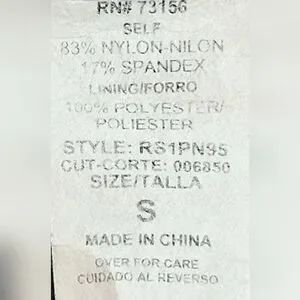 RN# 73156
SELF
83% NYLON-NILON
17% SPANDEX
LINING/FORRO
100% POLYESTER/
POLIESTER
STYLE: RS1PN95
CUT-CORTE: 006850
SIZE/TALLA
S
MADE IN CHINA
OVER FOR CARE
CUIDADO AL REVERSO